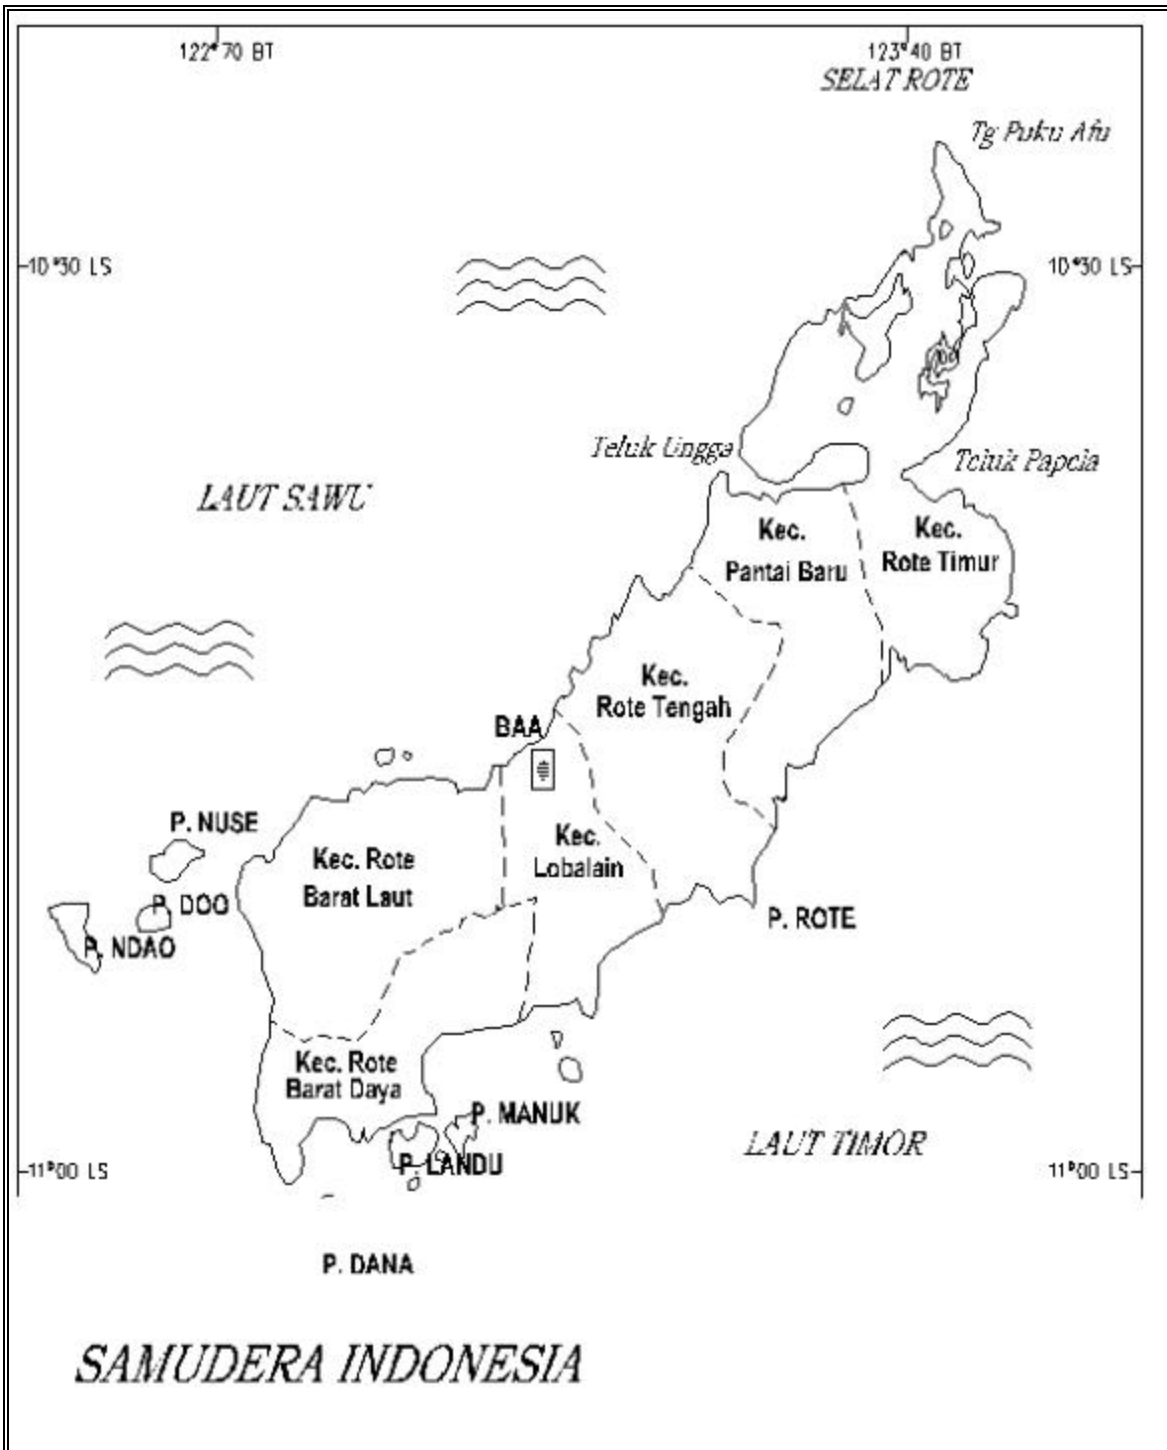 122°70 BT
123°40 BT
SELAT ROTE
Tg Puku Afu
10°30 LS
10°30 LS
Teluk Ungga
Teluk Papela
LAUT SAWU
Kec.
Pantai Baru
Kec.
Rote Timur
Kec.
Rote Tengah
BAA
P. NUSE
Kec. Rote
Barat Laut
Kec.
Lobalain
P. DOO
P. NDAO
P. ROTE
Kec. Rote
Barat Daya
P. MANUK
P. LANDU
LAUT TIMOR
11°00 LS
11°00 LS
P. DANA
SAMUDERA INDONESIA